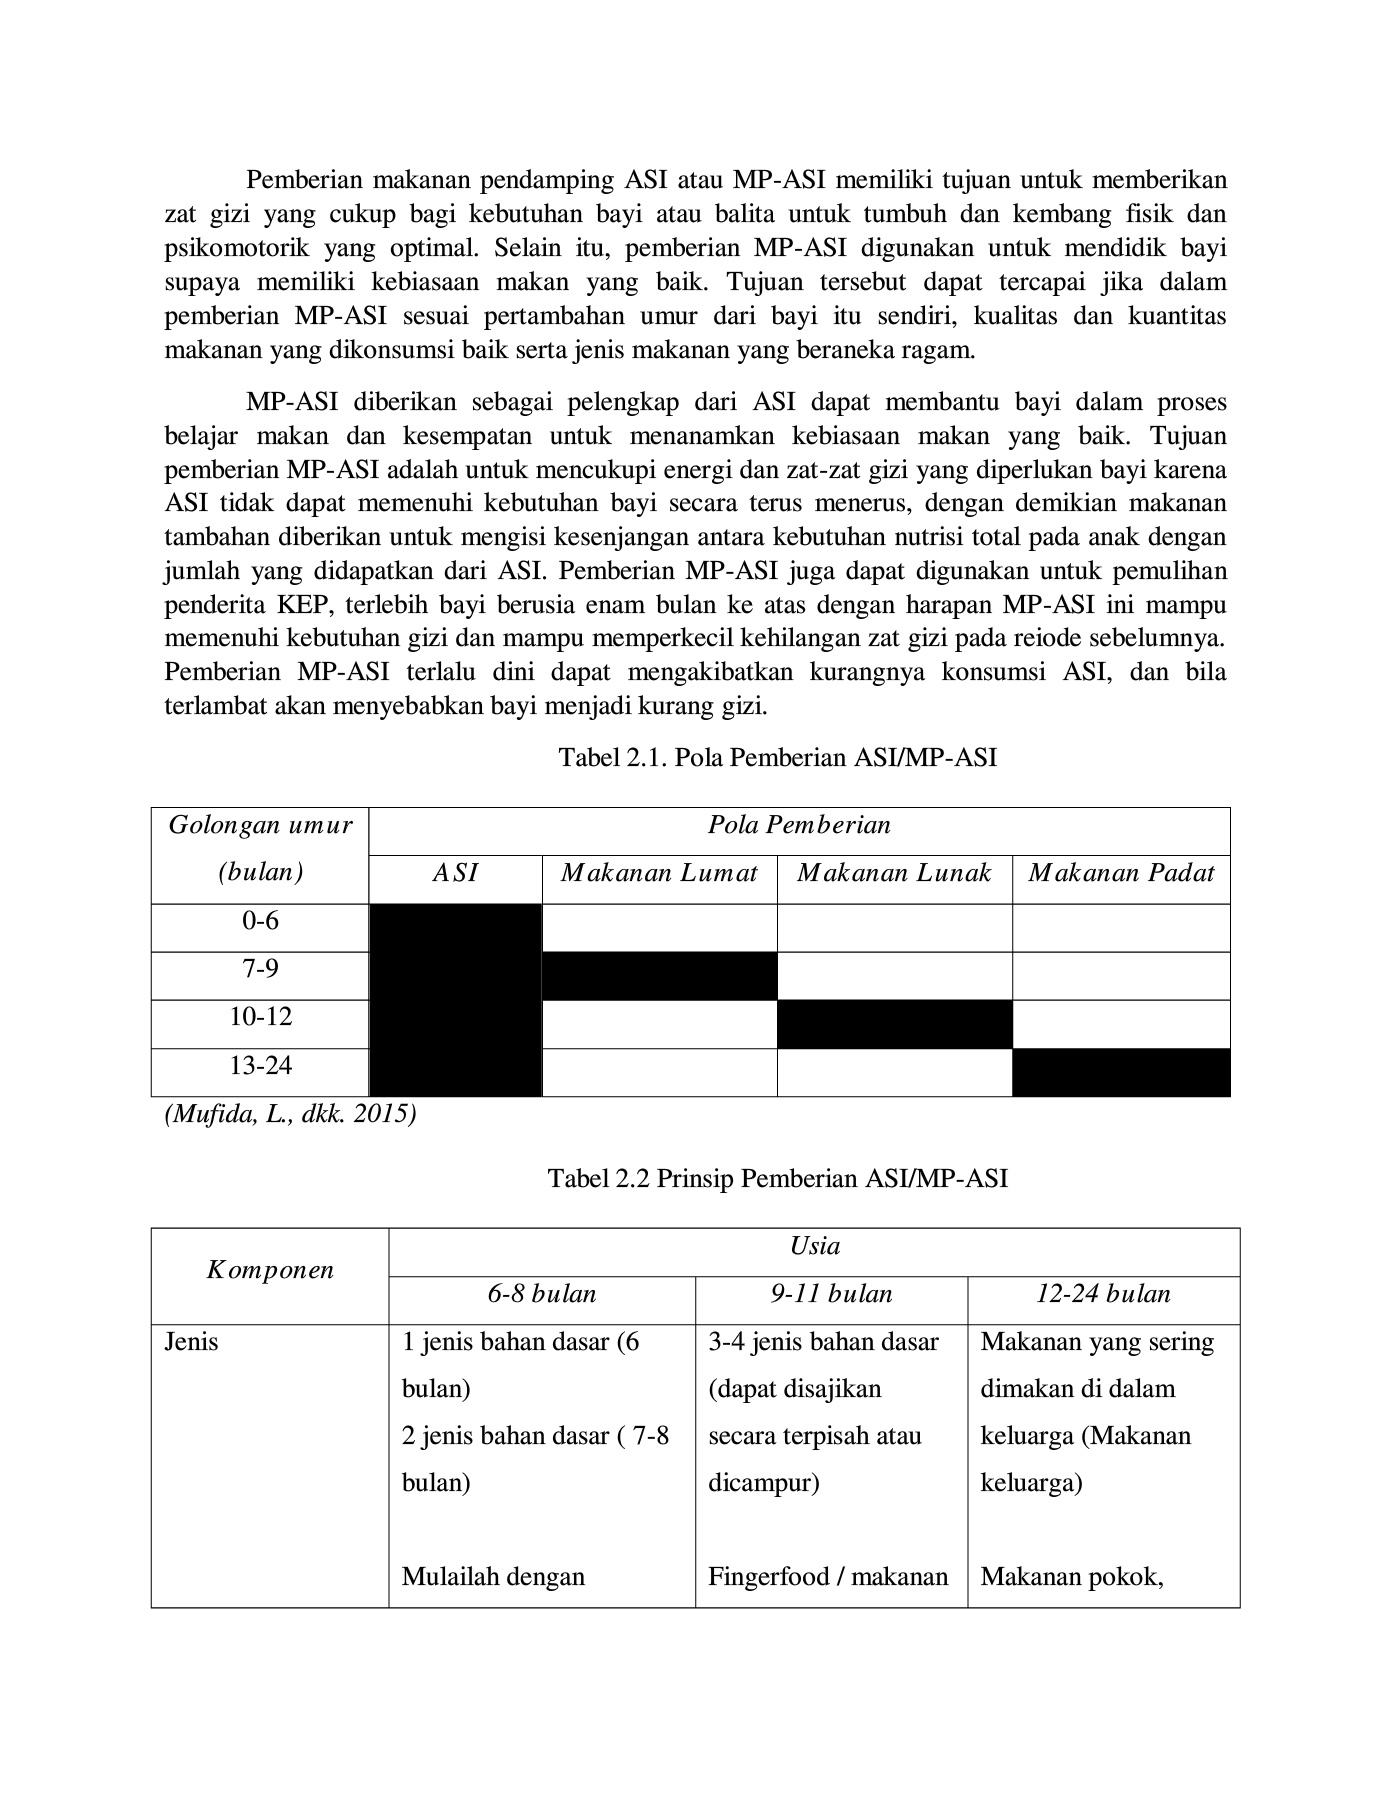 Pemberian makanan pendamping ASI atau MP-ASI memiliki tujuan untuk memberikan
zat gizi yang cukup bagi kebutuhan bayi atau balita untuk tumbuh dan kembang fisik dan
psikomotorik yang optimal. Selain itu, pemberian MP-ASI digunakan untuk mendidik bayi
supaya memiliki kebiasaan makan yang baik. Tujuan tersebut dapat tercapai jika dalam
pemberian MP-ASI sesuai pertambahan umur dari bayi itu sendiri, kualitas dan kuantitas
makanan yang dikonsumsi baik serta jenis makanan yang beraneka ragam.
MP-ASI diberikan sebagai pelengkap dari ASI dapat membantu bayi dalam proses
belajar makan dan kesempatan untuk menanamkan kebiasaan makan yang baik. Tujuan
pemberian MP-ASI adalah untuk mencukupi energi dan zat-zat gizi yang diperlukan bayi karena
ASI tidak dapat memenuhi kebutuhan bayi secara terus menerus, dengan demikian makanan
tambahan diberikan untuk mengisi kesenjangan antara kebutuhan nutrisi total pada anak dengan
jumlah yang didapatkan dari ASI. Pemberian MP-ASI juga dapat digunakan untuk pemulihan
penderita KEP, terlebih bayi berusia enam bulan ke atas dengan harapan MP-ASI ini mampu
memenuhi kebutuhan gizi dan mampu memperkecil kehilangan zat gizi pada reiode sebelumnya.
Pemberian MP-ASI terlalu dini dapat mengakibatkan kurangnya konsumsi ASI, dan bila
terlambat akan menyebabkan bayi menjadi kurang gizi.
Tabel 2.1. Pola Pemberian ASI/MP-ASI
Golongan umur Pola Pemberian
(bulan) ASI Makanan Lumat Makanan Lunak Makanan Padat
0-6
7-9
10-12
13-24
(Mufida, L., dkk. 2015)
Tabel 2.2 Prinsip Pemberian ASI/MP-ASI
Komponen Usia
6-8 bulan 9-11 bulan 12-24 bulan
Jenis 1 jenis bahan dasar (6 3-4 jenis bahan dasar Makanan yang sering
bulan) (dapat disajikan dimakan di dalam
2 jenis bahan dasar ( 7-8 secara terpisah atau keluarga (Makanan
bulan) dicampur) keluarga)
Mulailah dengan Fingerfood / makanan Makanan pokok,